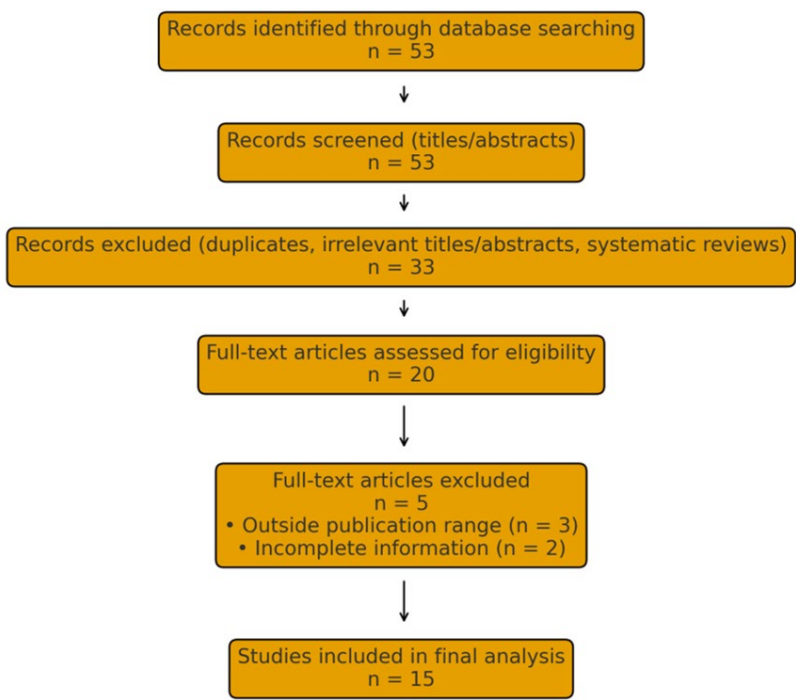 Records identified through database searching
n = 53
Records screened (titles/abstracts)
n = 53
Records excluded (duplicates, irrelevant titles/abstracts, systematic reviews)
n = 33
Full-text articles assessed for eligibility
n = 20
Full-text articles excluded
n = 5
• Outside publication range (n = 3)
• Incomplete information (n = 2)
Studies included in final analysis
n = 15